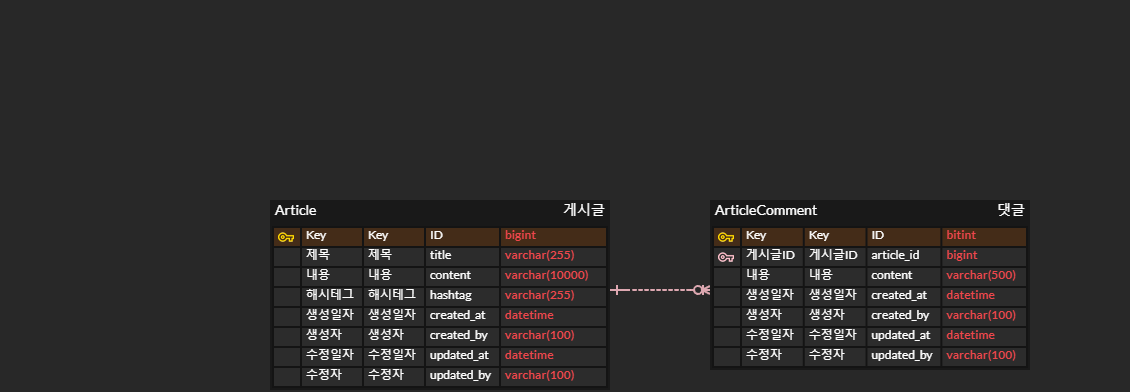 Article 게시글
Key Key ID bigint
제목 제목 title varchar(255)
내용 내용 content varchar(10000)
해시테그 해시테그 hashtag varchar(255)
생성일자 생성일자 created_at datetime
생성자 생성자 created_by varchar(100)
수정일자 수정일자 updated_at datetime
수정자 수정자 updated_by varchar(100)
ArticleComment 댓글
Key Key ID bitint
게시글ID 게시글ID article_id bigint
내용 내용 content varchar(500)
생성일자 생성일자 created_at datetime
생성자 생성자 created_by varchar(100)
수정일자 수정일자 updated_at datetime
수정자 수정자 updated_by varchar(100)